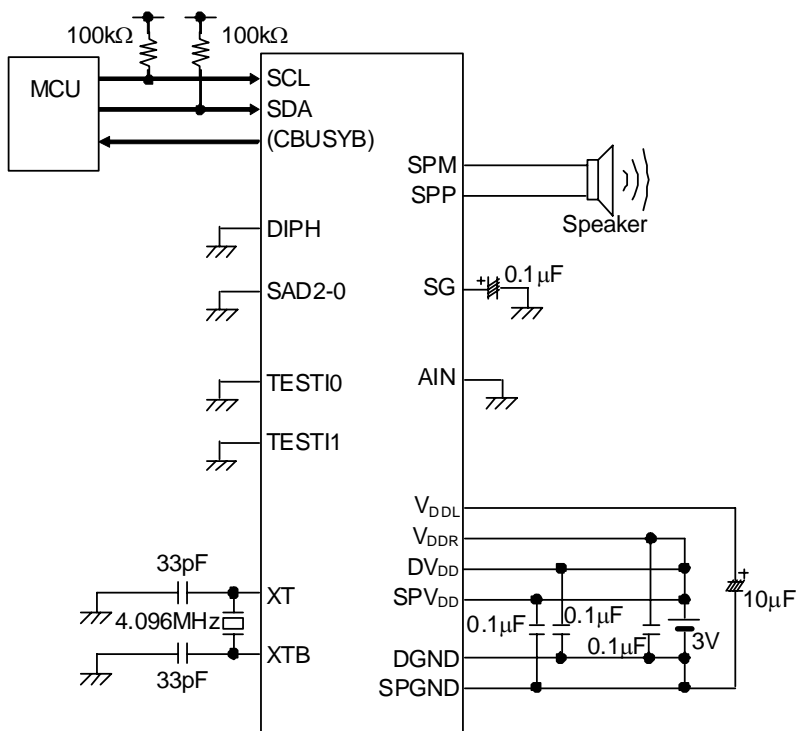 100kΩ 100kΩ
MCU
SCL
SDA
(CBUSYB)
SPM
SPP
Speaker
DIPH
SAD2-0
SG
0.1μF
TESTI0
AIN
TESTI1
VDDL
VDDR
DVDD
SPVDD
33pF
XT
4.096MHz
XTB
33pF
0.1μF
0.1μF
0.1μF
3V
10μF
+
+
DGND
SPGND